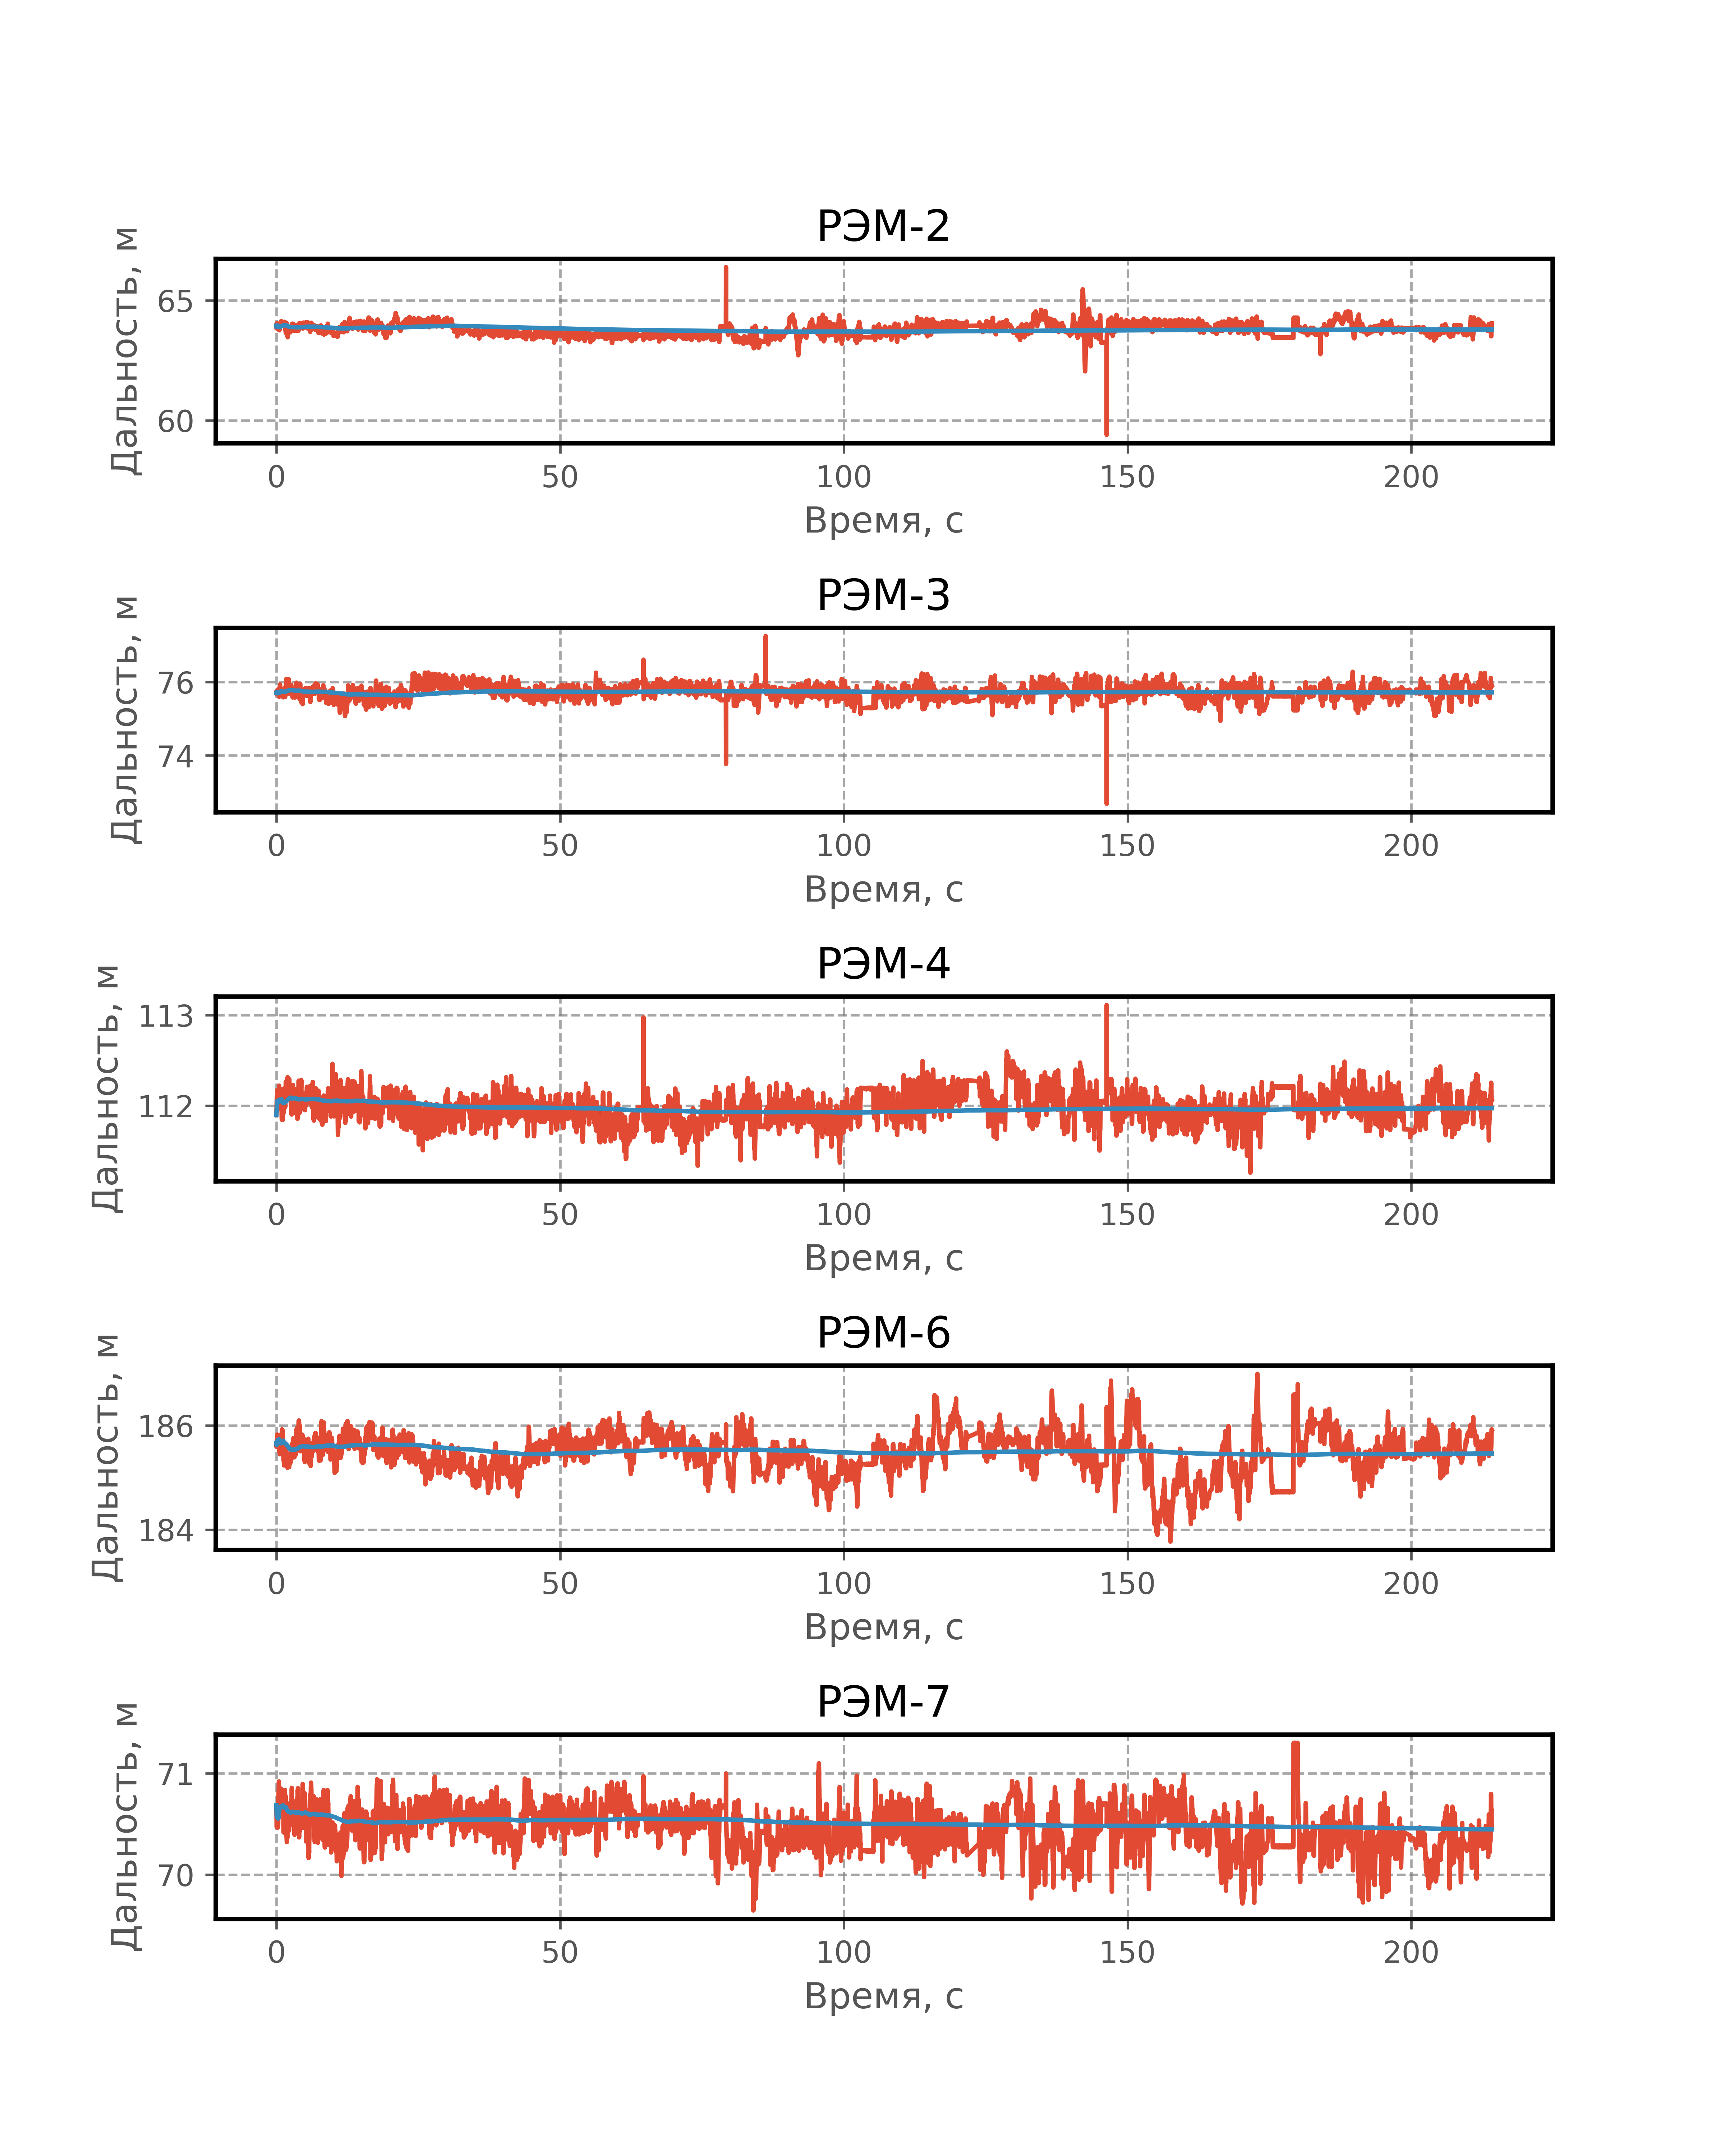 РЭМ-2
Дальность, м
65
60
0 50 100 150 200
Время, с
РЭМ-3
Дальность, м
76
74
0 50 100 150 200
Время, с
РЭМ-4
Дальность, м
113
112
0 50 100 150 200
Время, с
РЭМ-6
Дальность, м
186
184
0 50 100 150 200
Время, с
РЭМ-7
Дальность, м
71
70
0 50 100 150 200
Время, с